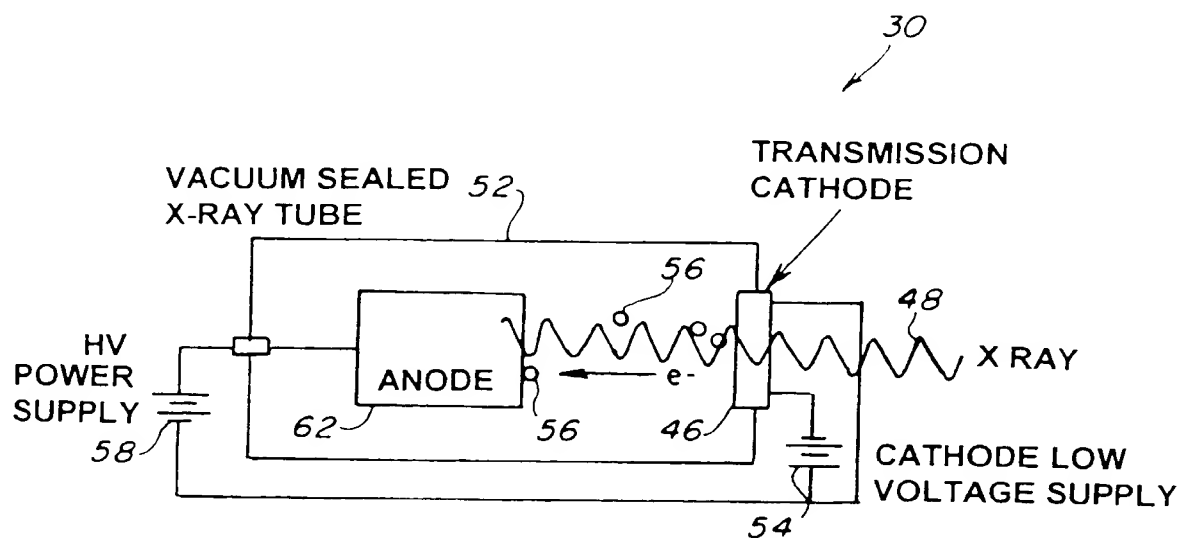 30
TRANSMISSION
CATHODE
VACUUM SEALED
X-RAY TUBE
52
56
48
HV
POWER
SUPPLY
58
ANODE
e-
X RAY
62
56
46
CATHODE LOW
VOLTAGE SUPPLY
54